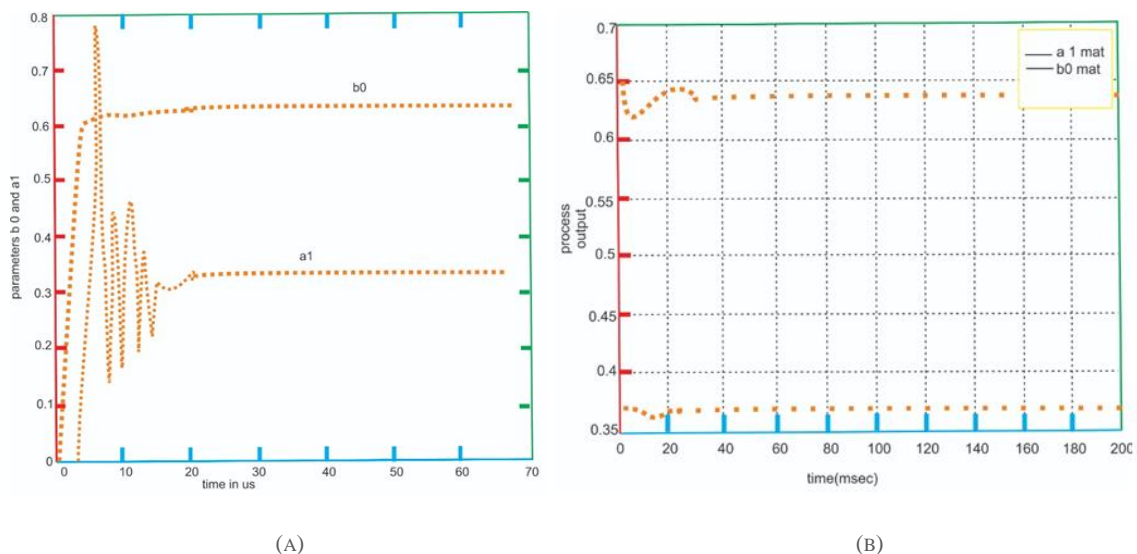 0.8
0.7
0.6
0.5
0.4
0.3
0.2
0.1
0
parameters b 0 and a1
b0
a1
0 10 20 30 40 50 60 70
time in us
(A)
0.7
0.65
0.6
0.55
0.5
0.45
0.4
0.35
process
output
a 1 mat
b0 mat
0 20 40 60 80 100 120 140 160 180 200
time(msec)
(B)